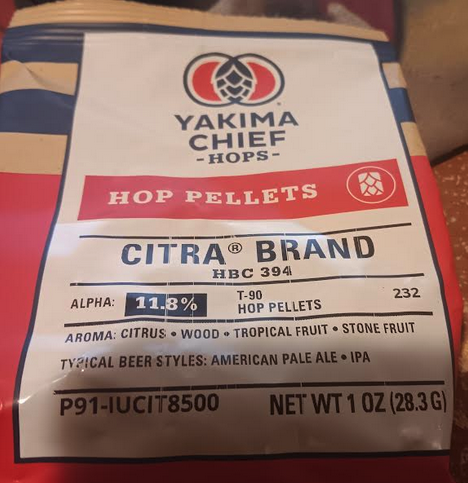 YAKIMA
CHIEF
-HOPS-
HOP PELLETS
CITRA® BRAND
HBC 394
ALPHA: 11.8% T-90 HOP PELLETS 232
AROMA: CITRUS • WOOD • TROPICAL FRUIT • STONE FRUIT
TYPICAL BEER STYLES: AMERICAN PALE ALE • IPA
P91-IUCIT8500 NET WT 1 OZ (28.3 G)